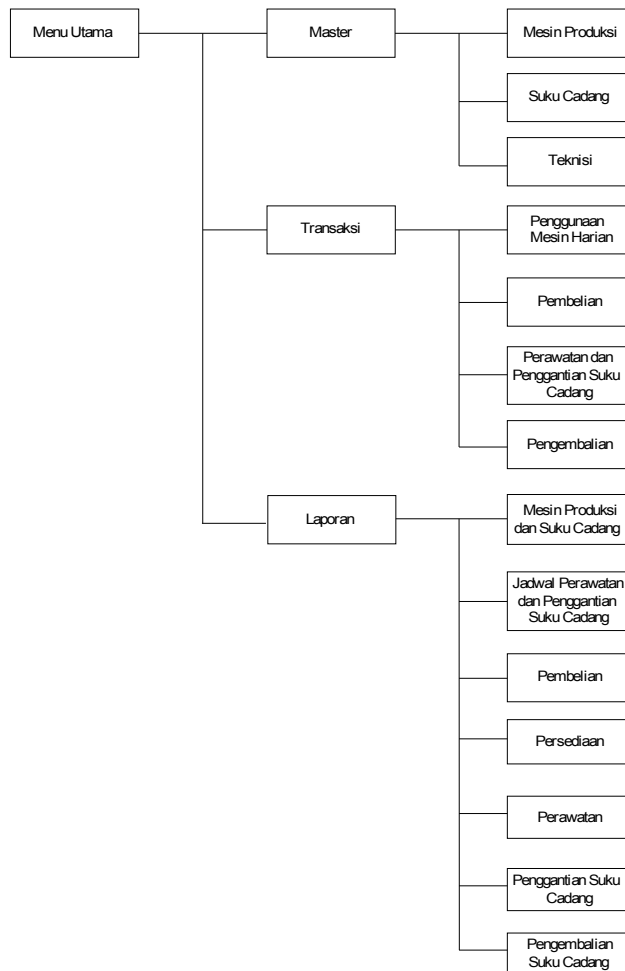 Menu Utama
Master
Mesin Produksi
Suku Cadang
Teknisi
Transaksi
Penggunaan
Mesin Harian
Pembelian
Perawatan dan
Penggantian Suku
Cadang
Pengembalian
Laporan
Mesin Produksi
dan Suku Cadang
Jadwal Perawatan
dan Penggantian
Suku Cadang
Pembelian
Persediaan
Perawatan
Penggantian Suku
Cadang
Pengembalian
Suku Cadang